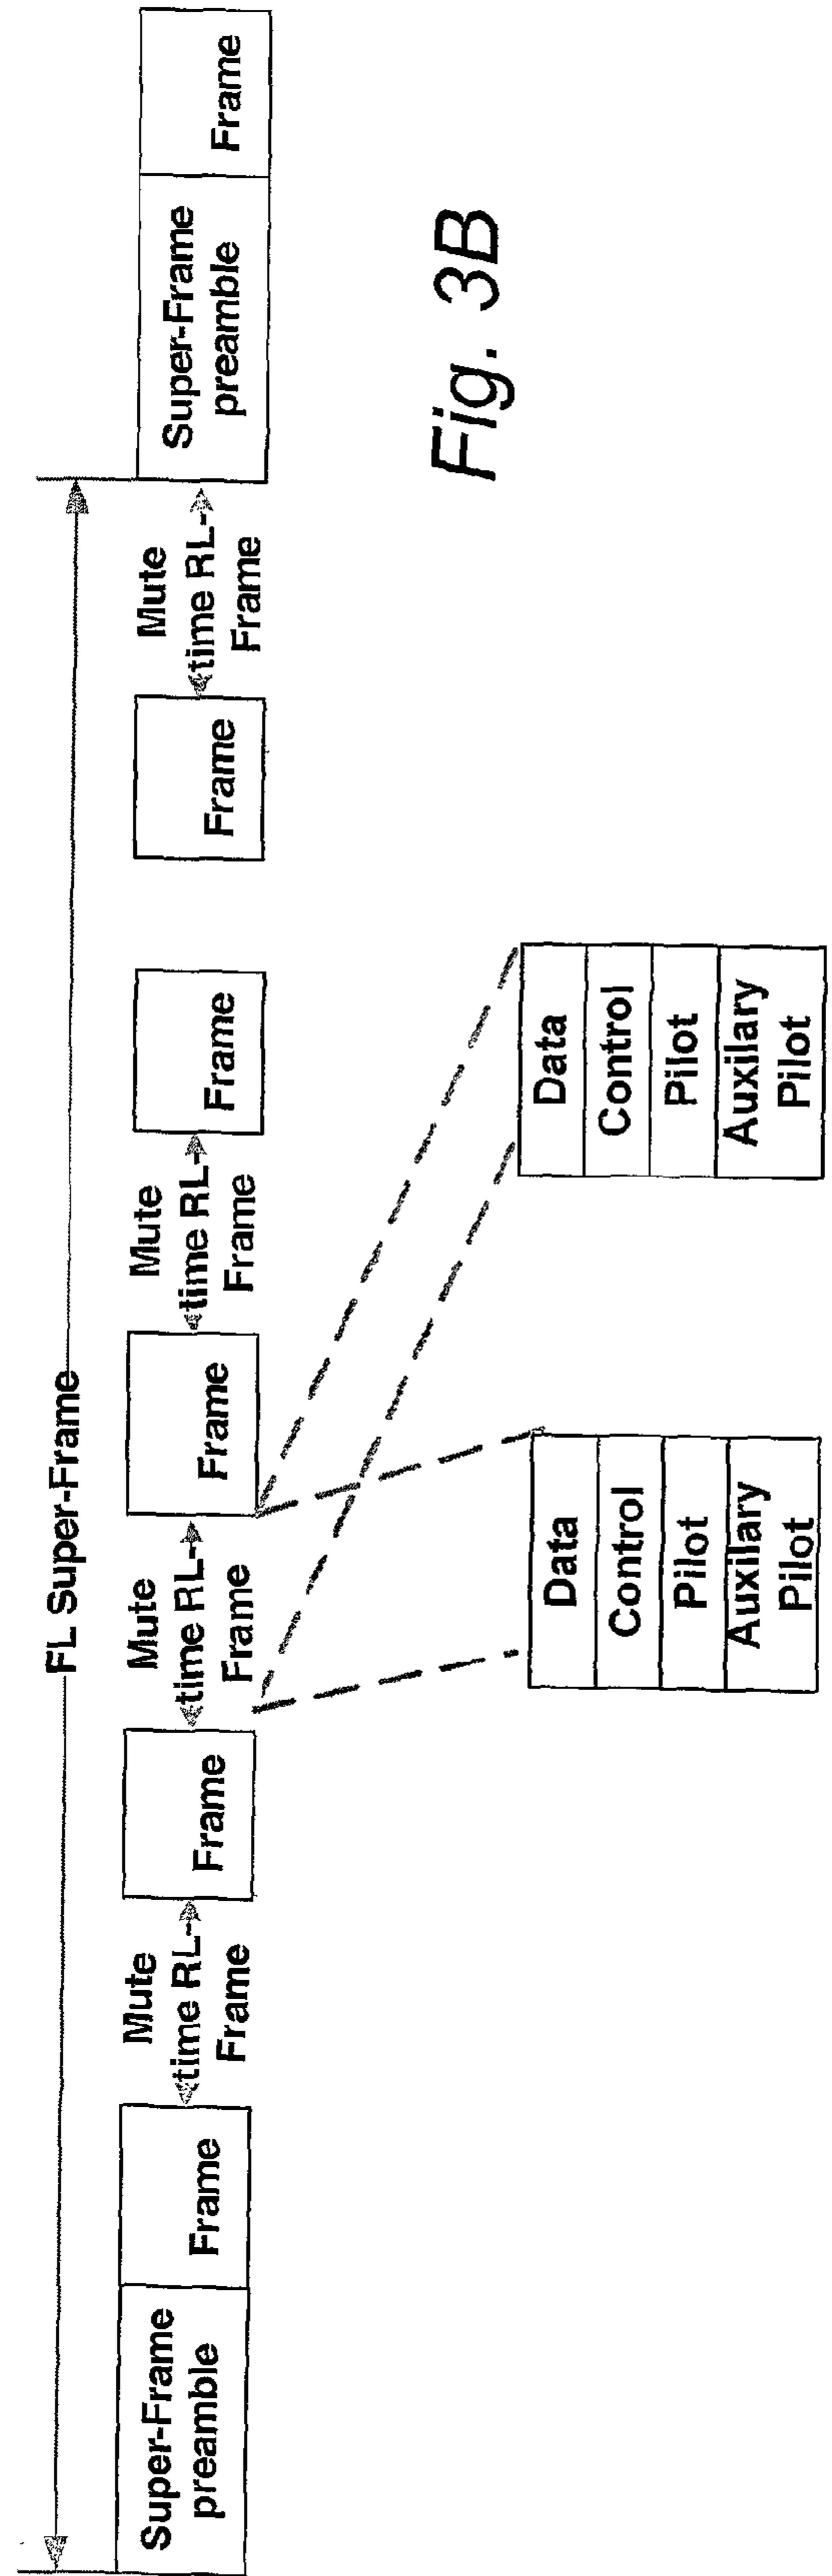 FL Super-Frame
Super-Frame
preamble
Frame
Mute
time RL-
Frame
Frame
Mute
time RL-
Frame
Frame
Mute
time RL-
Frame
Frame
Frame
Mute
time RL-
Frame
Super-Frame
preamble
Frame
Data
Control
Pilot
Auxilary
Pilot
Data
Control
Pilot
Auxilary
Pilot
Fig. 3B